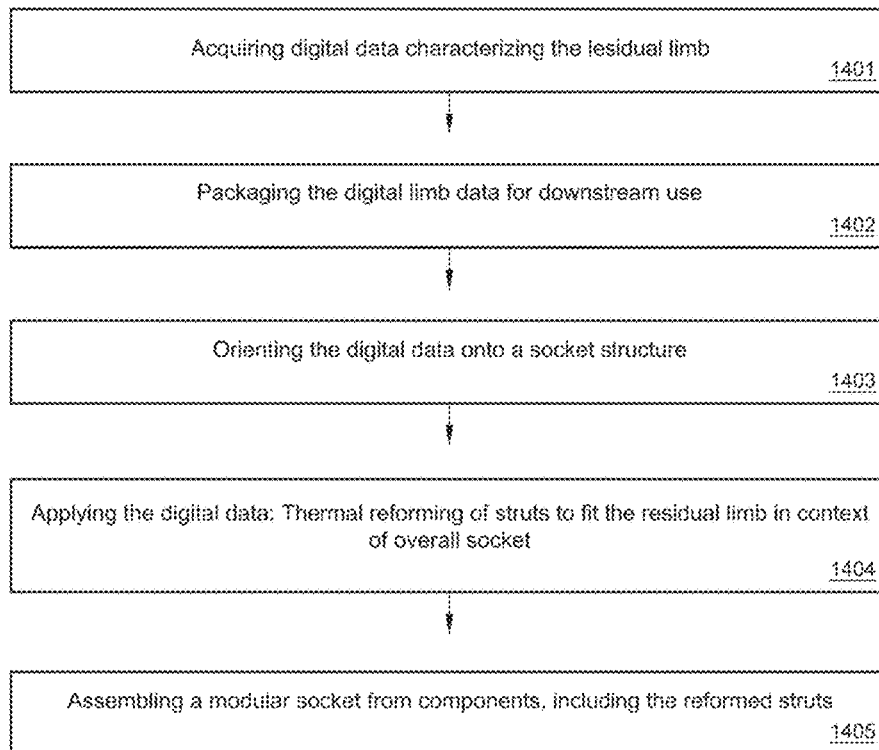 Acquiring digital data characterizing the lesidual limb
1401
Packaging the digital limb data for downstream use
1402
Orienting the digital data onto a socket structure
1403
Applying the digital data: Thermal reforming of struts to fit the residual limb in context
of overall socket
1404
Assembling a modular socket from components, including the reformed struts
1405